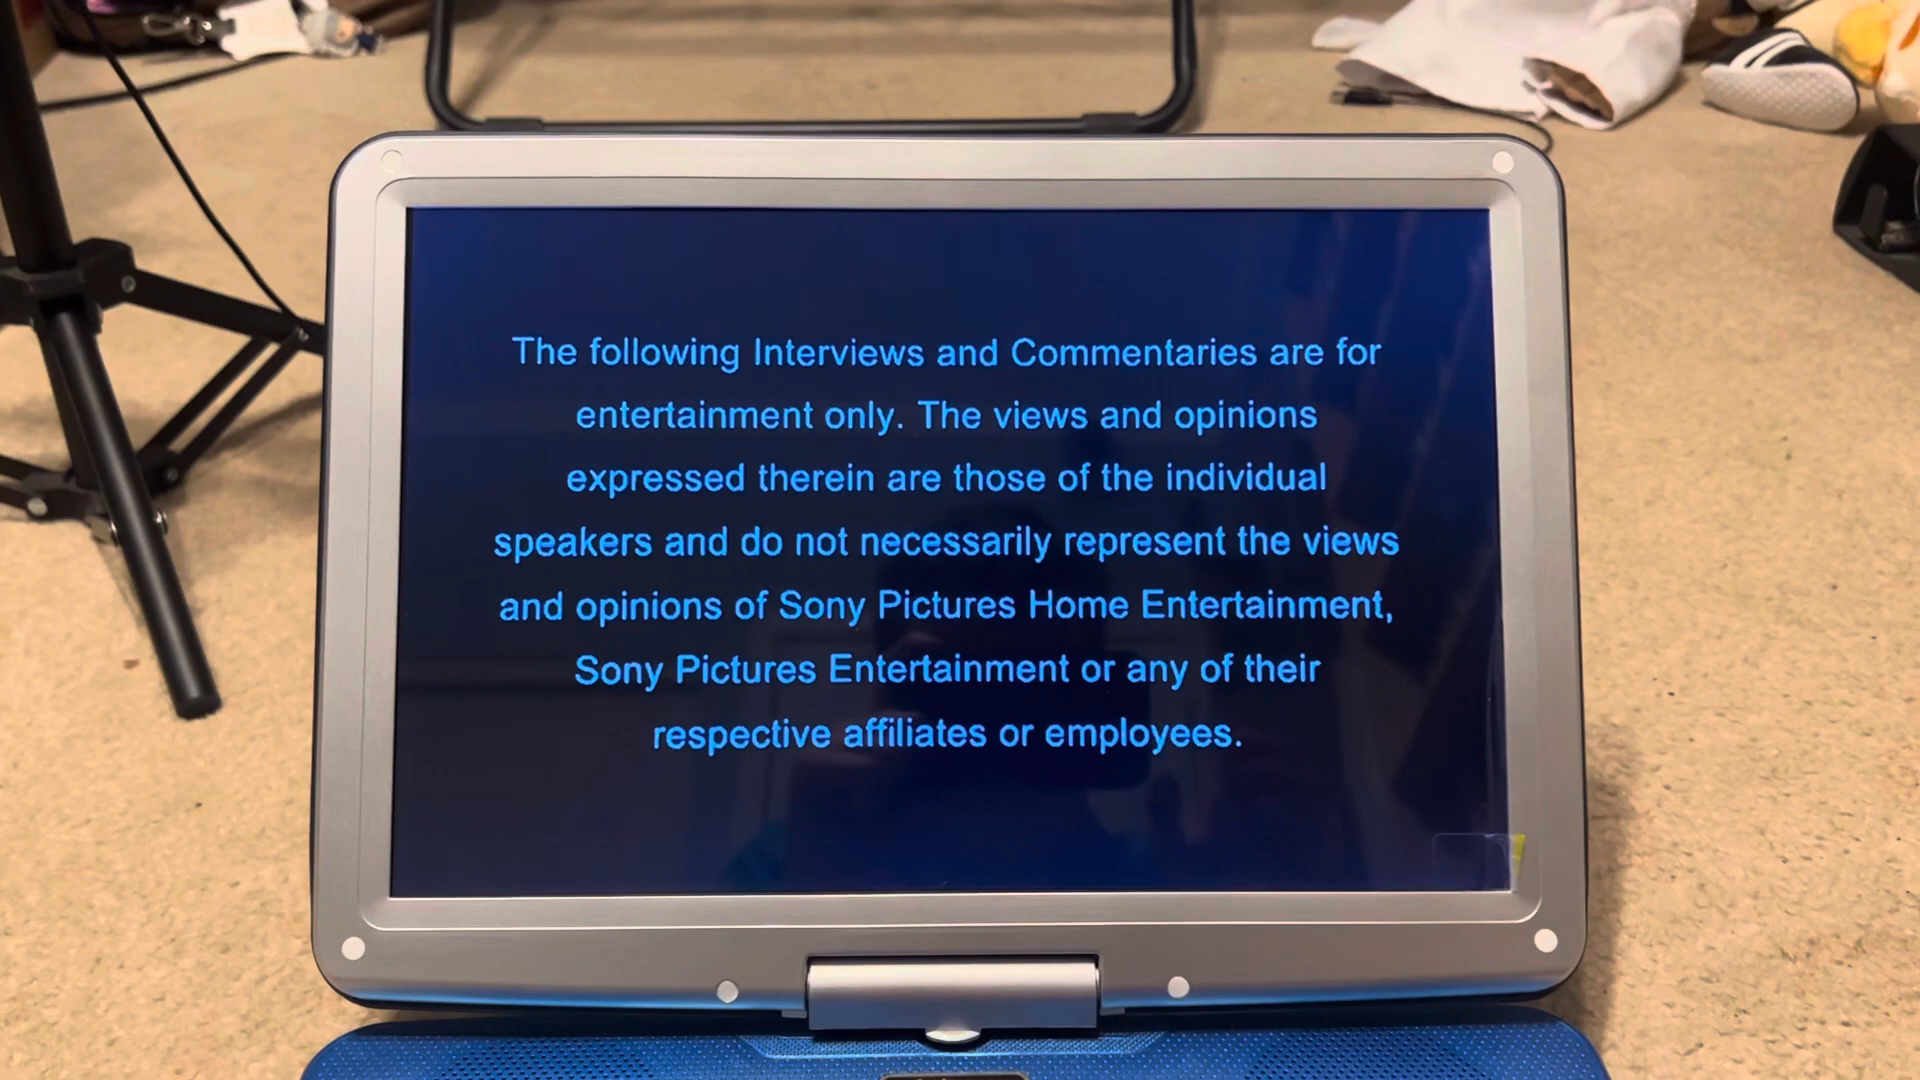 The following Interviews and Commentaries are for
entertainment only. The views and opinions
expressed therein are those of the individual
speakers and do not necessarily represent the views
and opinions of Sony Pictures Home Entertainment,
Sony Pictures Entertainment or any of their
respective affiliates or employees.